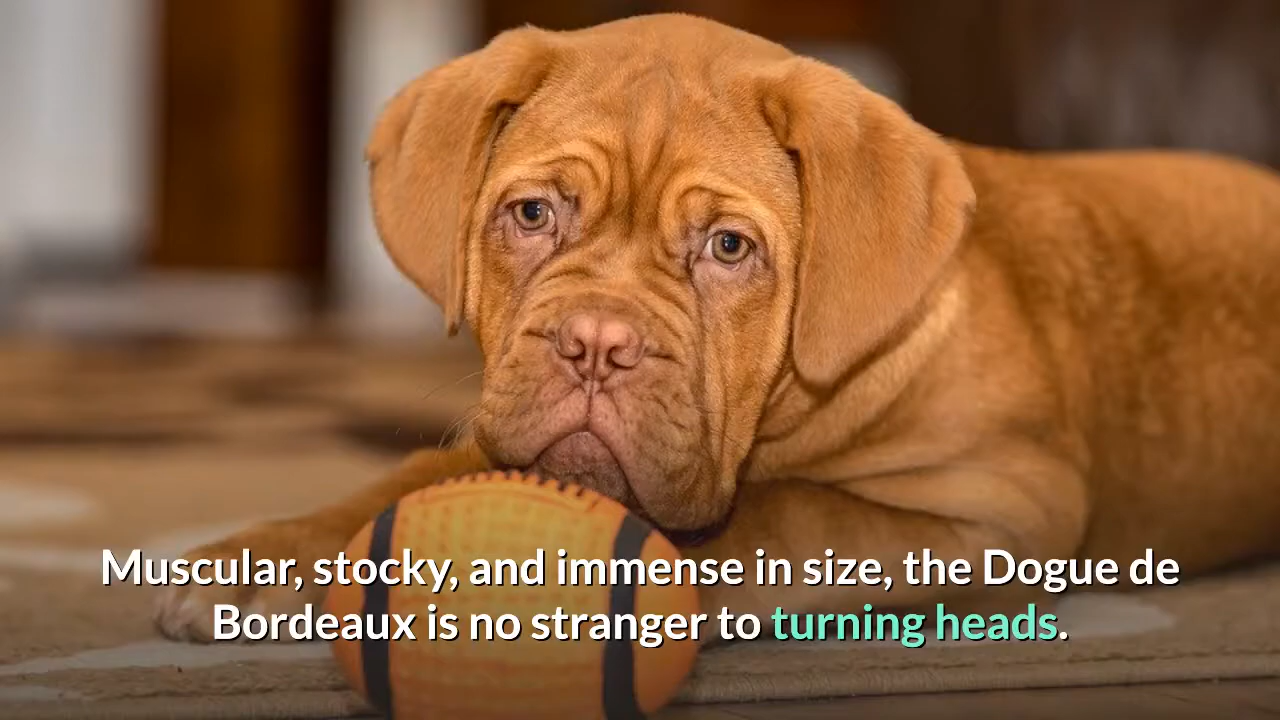 Muscular, stocky, and immense in size, the Dogue de
Bordeaux is no stranger to turning heads.